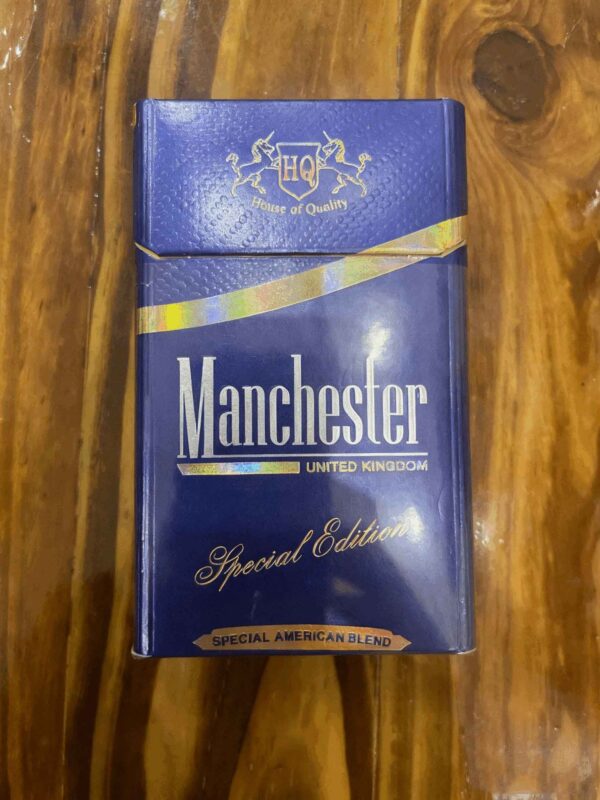 HQ
House of Quality
Manchester
UNITED KINGDOM
Special Edition
SPECIAL AMERICAN BLEND